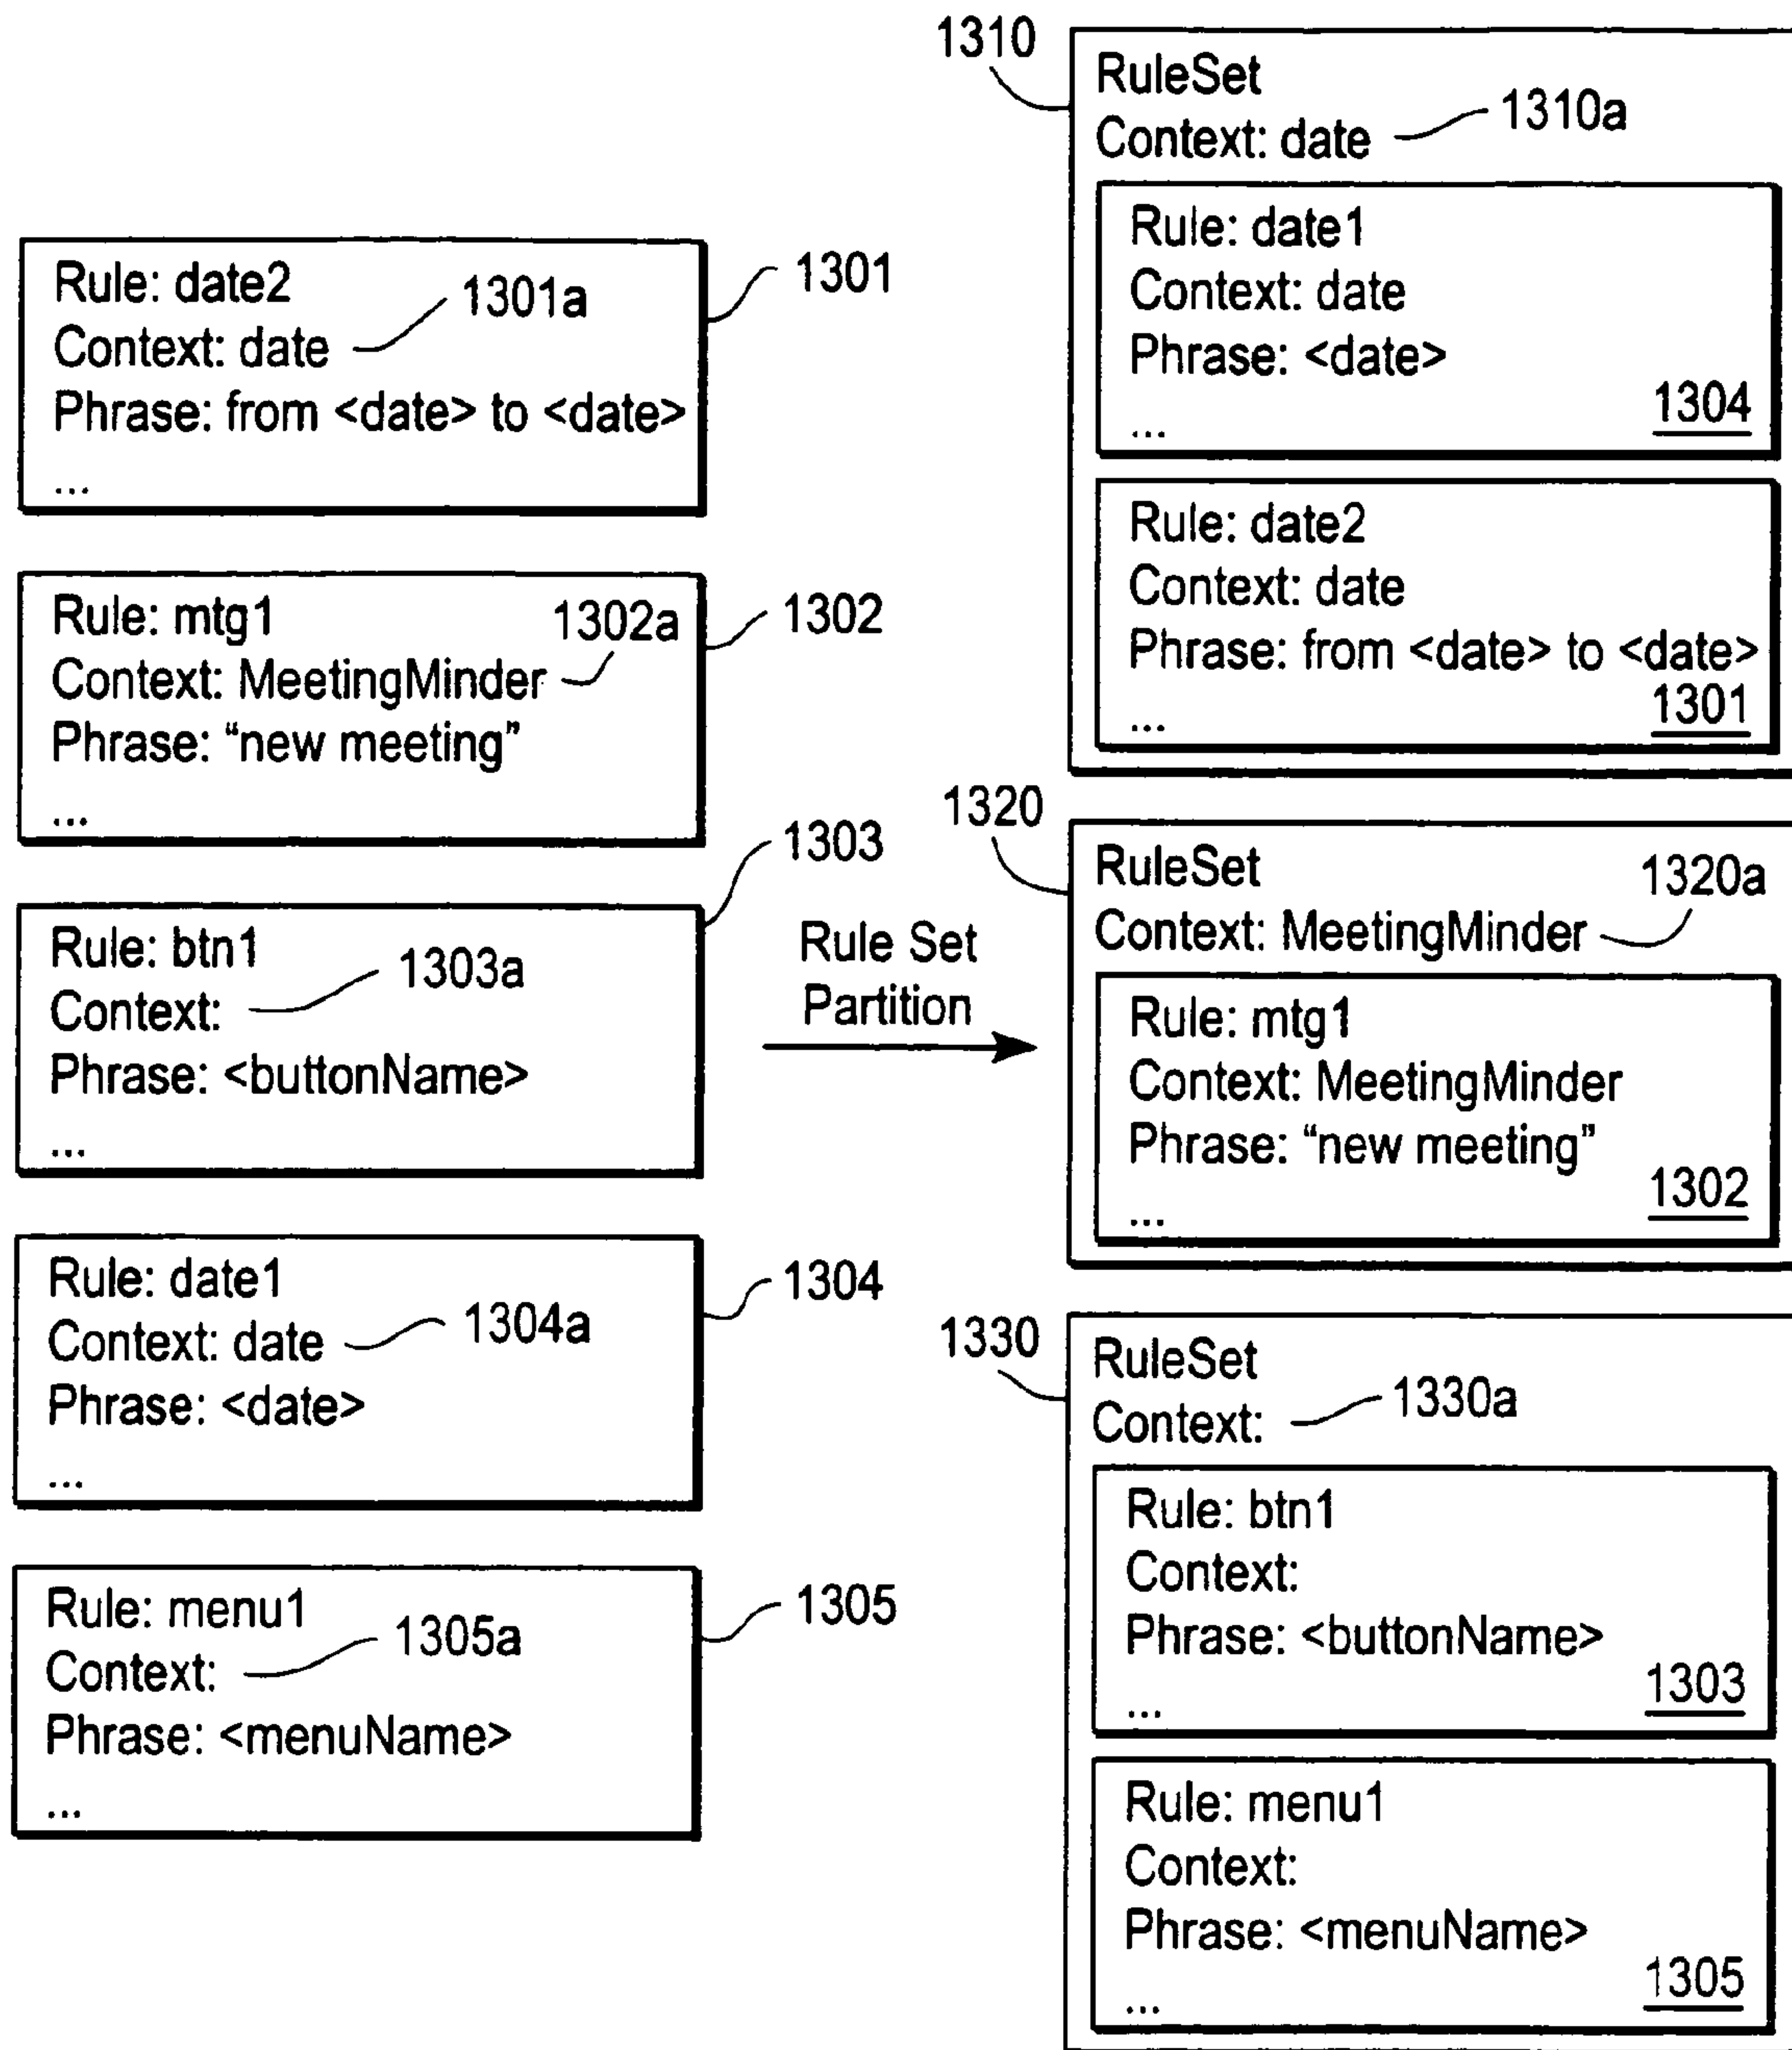 Rule: date2
1301a
1301
Context: date
Phrase: from <date> to <date>
...
Rule: mtg1
1302a
1302
Context: MeetingMinder
Phrase: “new meeting”
...
1303
Rule: btn1
1303a
Context:
Phrase: <buttonName>
...
Rule: date1
1304
Context: date
1304a
Phrase: <date>
...
Rule: menu1
1305
1305a
Context:
Phrase: <menuName>
...
Rule Set
Partition
1310
RuleSet
Context: date
1310a
Rule: date1
Context: date
Phrase: <date>
1304
...
Rule: date2
Context: date
Phrase: from <date> to <date>
1301
...
1320
RuleSet
1320a
Context: MeetingMinder
Rule: mtg1
Context: MeetingMinder
Phrase: “new meeting”
1302
...
1330
RuleSet
Context:
1330a
Rule: btn1
Context:
Phrase: <buttonName>
1303
...
Rule: menu1
Context:
Phrase: <menuName>
1305
...